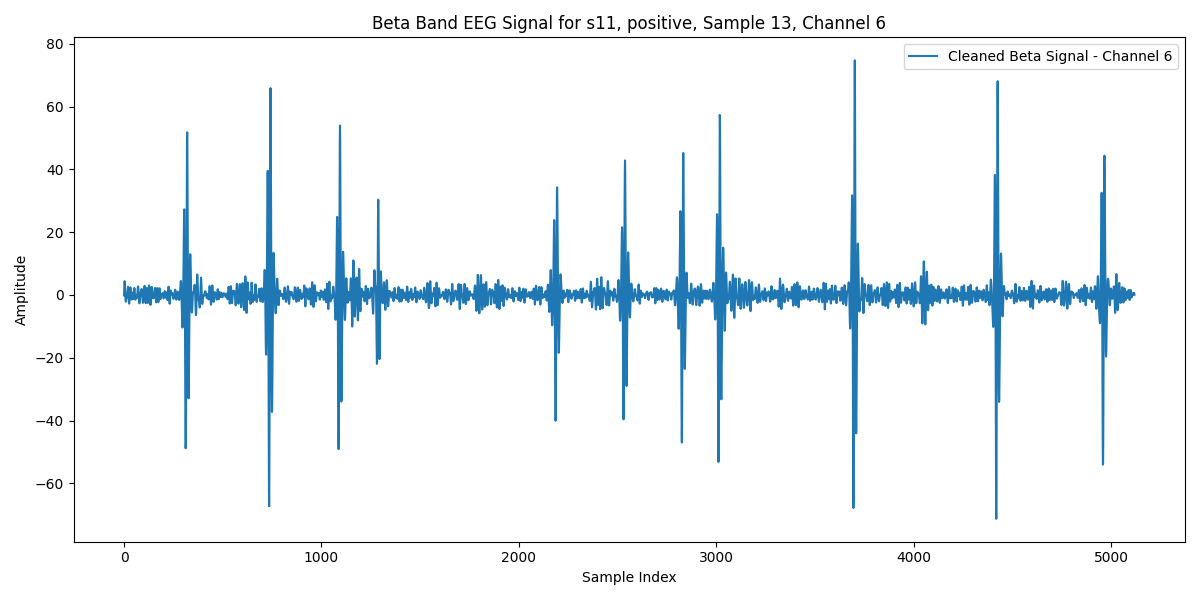 Beta Band EEG Signal for s11, positive, Sample 13, Channel 6
Cleaned Beta Signal - Channel 6
80
60
40
20
0
−20
−40
−60
Amplitude
0 1000 2000 3000 4000 5000
Sample Index